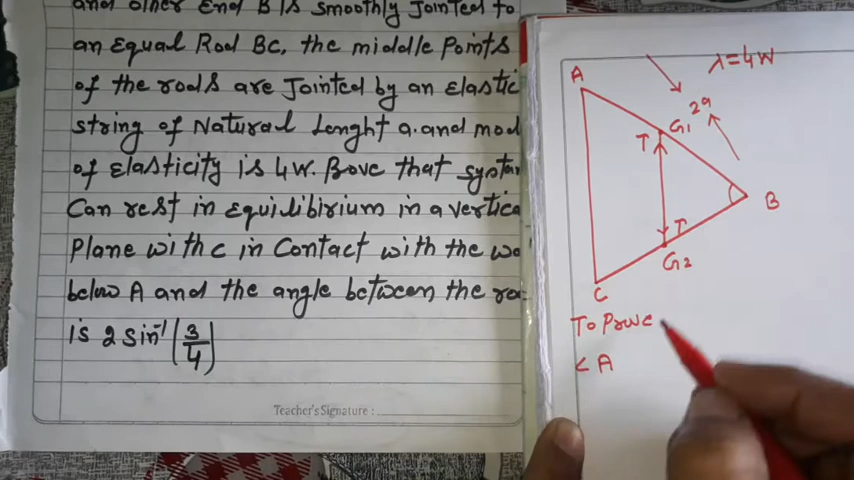 and other End B is smoothly Jointed to
an Equal Rod BC, the middle Points
of the rods are Jointed by an Elastic
string of Natural Lenght a. and mod
of Elasticity is 4W. Prove that system
Can rest in Equilibirium in a vertica
Plane with c in Contact with the wa
below A and the angle between the ro
is 2 sin⁻¹(3/4)
Teacher's Signature :
λ=4W
A
2a
G1
T
B
T
G2
C
To Prove
< A